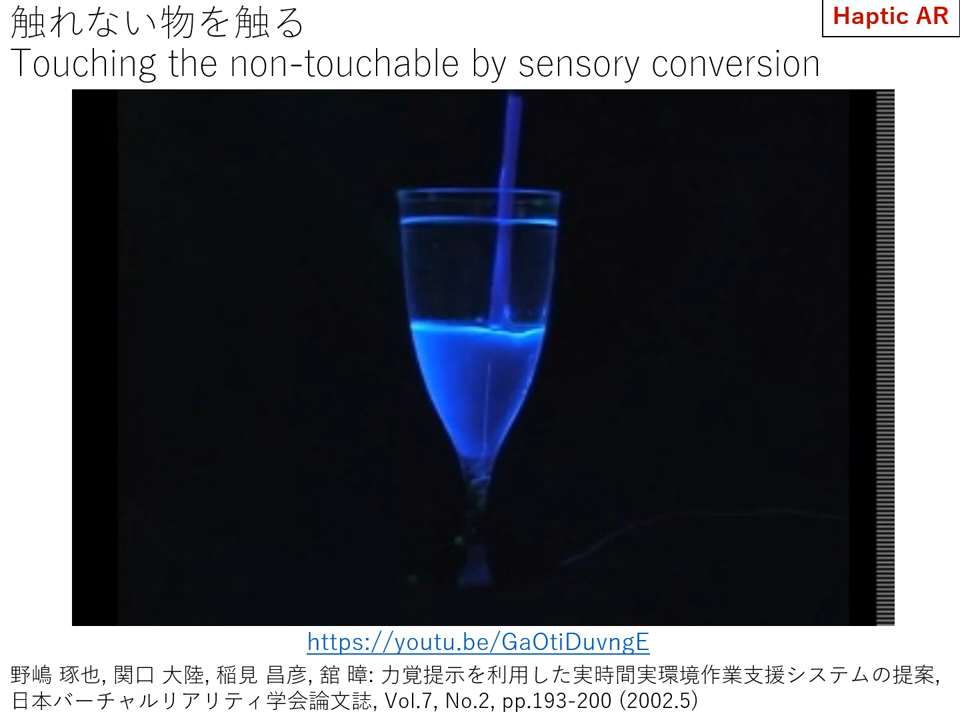 触れない物を触る
Haptic AR
Touching the non-touchable by sensory conversion
https://youtu.be/GaOtiDuvngE
野嶋 琢也, 関口 大陸, 稲見 昌彦, 舘 暲: 力覚提示を利用した実時間実環境作業支援システムの提案,
日本バーチャルリアリティ学会論文誌, Vol.7, No.2, pp.193-200 (2002.5)